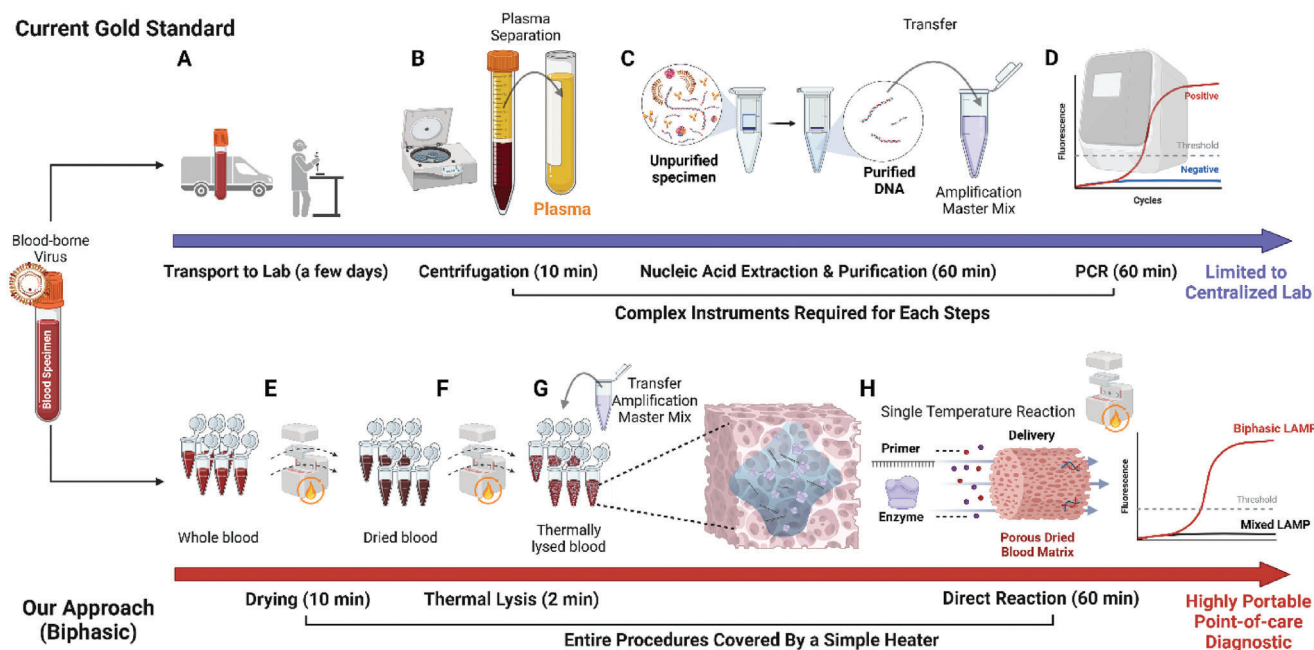 Current Gold Standard
A
B
Plasma
Separation
Plasma
C
Transfer
Unpurified
specimen
Purified
DNA
Amplification
Master Mix
D
Fluorescence
Positive
Threshold
Negative
Cycles
Blood-borne
Virus
Blood Specimen
Transport to Lab (a few days)
Centrifugation (10 min)
Nucleic Acid Extraction & Purification (60 min)
PCR (60 min)
Limited to
Centralized Lab
Complex Instruments Required for Each Steps
E
Whole blood
F
Dried blood
G
Transfer
Amplification
Master Mix
Thermally
lysed blood
H
Single Temperature Reaction
Primer
Delivery
Enzyme
Porous Dried
Blood Matrix
Fluorescence
Biphasic LAMP
Threshold
Mixed LAMP
Our Approach
(Biphasic)
Drying (10 min)
Thermal Lysis (2 min)
Direct Reaction (60 min)
Highly Portable
Point-of-care
Diagnostic
Entire Procedures Covered By a Simple Heater